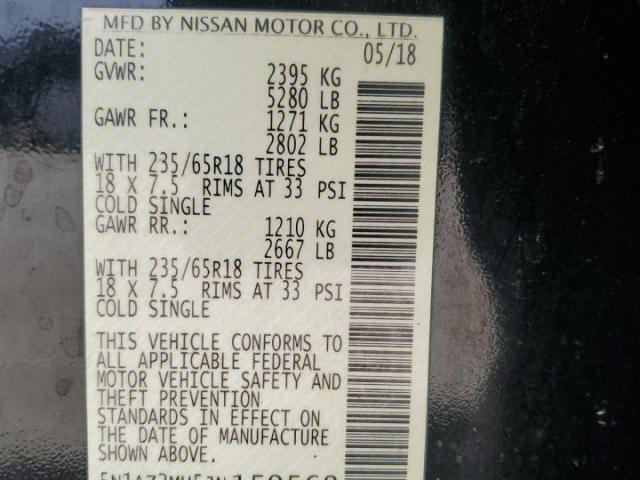 MFD BY NISSAN MOTOR CO., LTD.
DATE: 05/18
GVWR: 2395 KG
5280 LB
GAWR FR.: 1271 KG
2802 LB
WITH 235/65R18 TIRES
18 X 7.5 RIMS AT 33 PSI
COLD SINGLE
GAWR RR.: 1210 KG
2667 LB
WITH 235/65R18 TIRES
18 X 7.5 RIMS AT 33 PSI
COLD SINGLE
THIS VEHICLE CONFORMS TO
ALL APPLICABLE FEDERAL
MOTOR VEHICLE SAFETY AND
THEFT PREVENTION
STANDARDS IN EFFECT ON
THE DATE OF MANUFACTURE
SHOWN ABOVE.